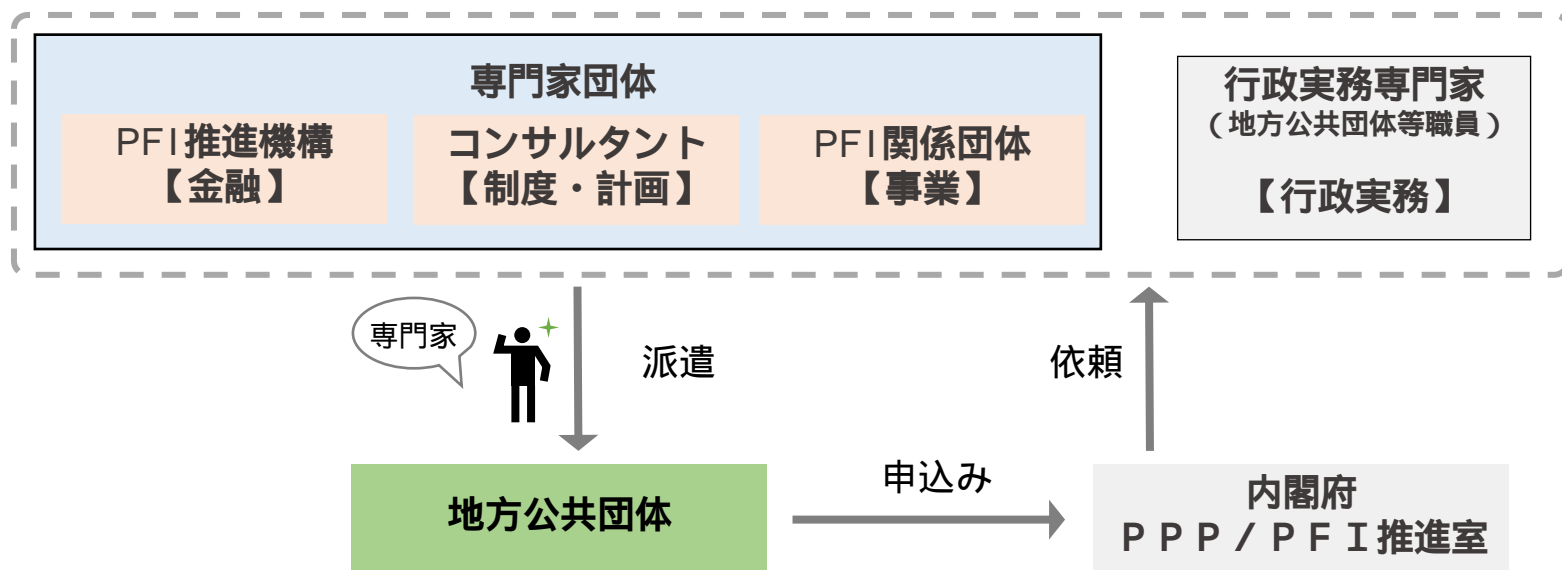 専門家団体
PFI推進機構
【金融】
コンサルタント
【制度・計画】
PFI関係団体
【事業】
行政実務専門家
(地方公共団体等職員)
【行政実務】
専門家
派遣
依頼
地方公共団体
申込み
内閣府
PPP/PFI推進室